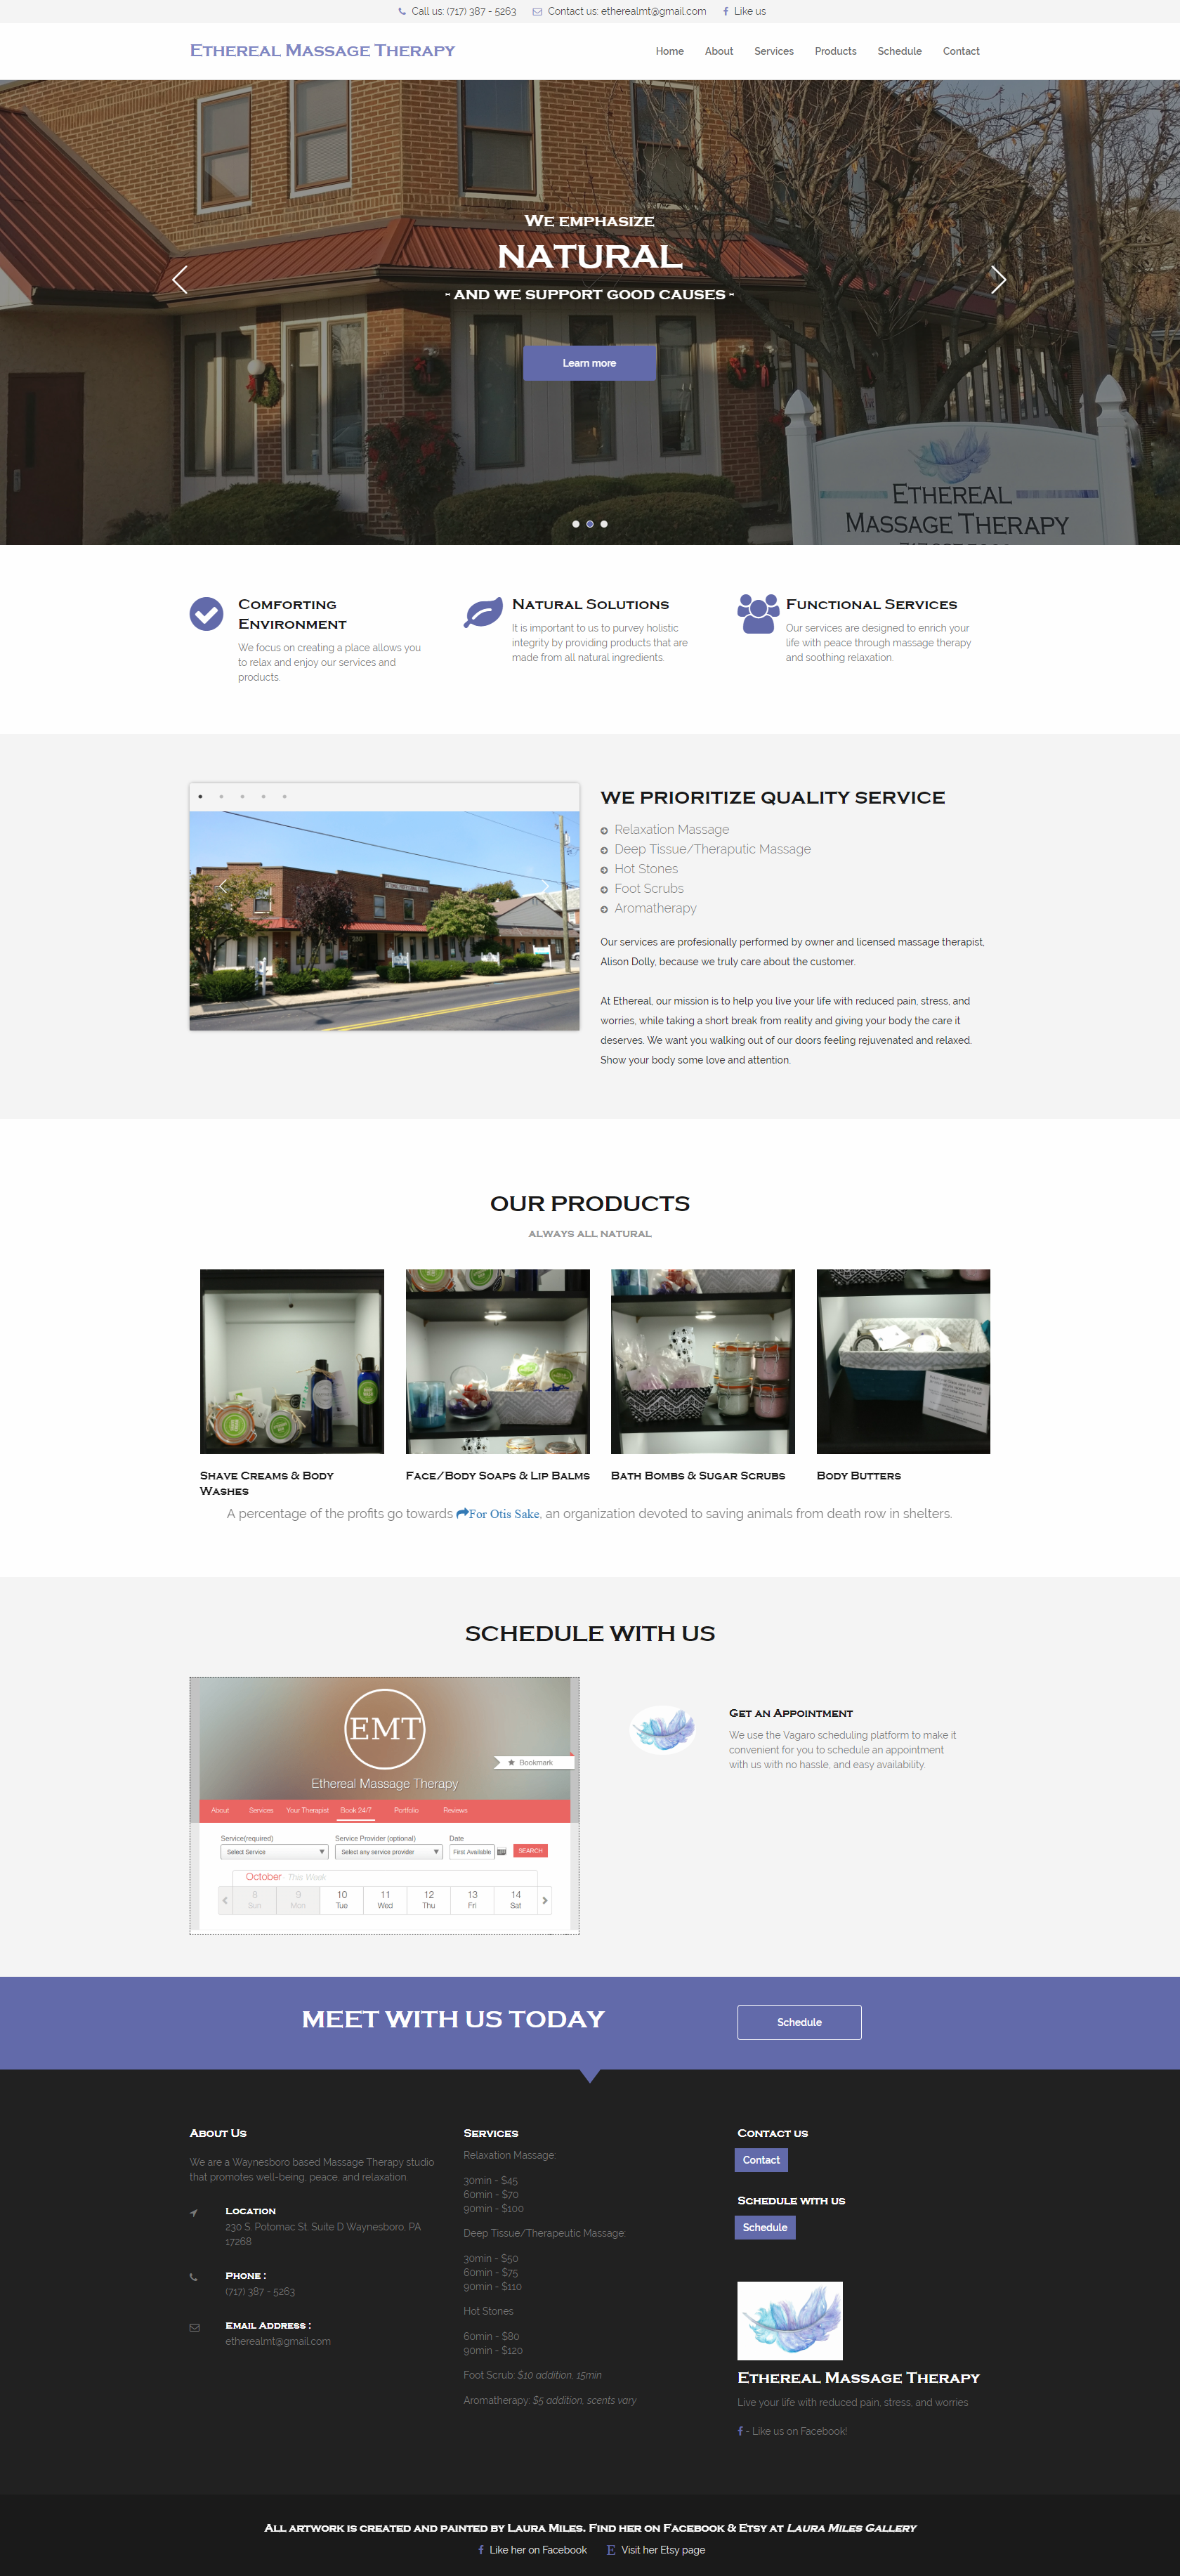 Call us: (717) 387 - 5263 Contact us: etherealmt@gmail.com Like us
Ethereal Massage Therapy
Home About Services Products Schedule Contact
We emphasize
NATURAL
- and we support good causes -
Learn more
ETHEREAL
MASSAGE THERAPY
Comforting
Environment
We focus on creating a place allows you
to relax and enjoy our services and
products.
Natural Solutions
It is important to us to purvey holistic
integrity by providing products that are
made from all natural ingredients.
Functional Services
Our services are designed to enrich your
life with peace through massage therapy
and soothing relaxation.
WE PRIORITIZE QUALITY SERVICE
Relaxation Massage
Deep Tissue/Theraputic Massage
Hot Stones
Foot Scrubs
Aromatherapy
Our services are profesionally performed by owner and licensed massage therapist,
Alison Dolly, because we truly care about the customer.
At Ethereal, our mission is to help you live your life with reduced pain, stress, and
worries, while taking a short break from reality and giving your body the care it
deserves. We want you walking out of our doors feeling rejuvenated and relaxed.
Show your body some love and attention.
OUR PRODUCTS
ALWAYS ALL NATURAL
Shave Creams & Body
Washes
Face/Body Soaps & Lip Balms
Bath Bombs & Sugar Scrubs
Body Butters
A percentage of the profits go towards For Otis Sake, an organization devoted to saving animals from death row in shelters.
SCHEDULE WITH US
EMT
Bookmark
Ethereal Massage Therapy
About Services Your Therapist Book 24/7 Portfolio Reviews
Service(required) Service Provider (optional) Date
Select Service Select any service provider First Available SEARCH
October - This Week
8 9 10 11 12 13 14
Sun Mon Tue Wed Thu Fri Sat
Get an Appointment
We use the Vagaro scheduling platform to make it
convenient for you to schedule an appointment
with us with no hassle, and easy availability.
MEET WITH US TODAY
Schedule
About Us
We are a Waynesboro based Massage Therapy studio
that promotes well-being, peace, and relaxation.
Location
230 S. Potomac St. Suite D Waynesboro, PA
17268
Phone :
(717) 387 - 5263
Email Address :
etherealmt@gmail.com
Services
Relaxation Massage:
30min - $45
60min - $70
90min - $100
Deep Tissue/Therapeutic Massage:
30min - $50
60min - $75
90min - $110
Hot Stones
60min - $80
90min - $120
Foot Scrub: $10 addition, 15min
Aromatherapy: $5 addition, scents vary
Contact us
Contact
Schedule with us
Schedule
Ethereal Massage Therapy
Live your life with reduced pain, stress, and worries
- Like us on Facebook!
All artwork is created and painted by Laura Miles. Find her on Facebook & Etsy at Laura Miles Gallery
Like her on Facebook Visit her Etsy page